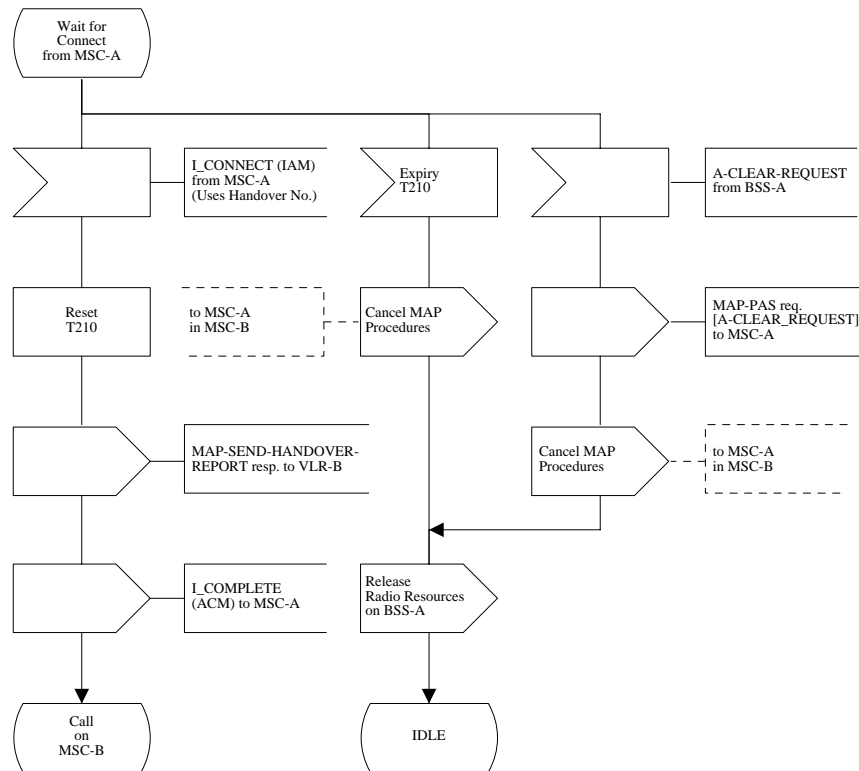 Wait for
Connect
from MSC-A
I_CONNECT (IAM)
from MSC-A
(Uses Handover No.)
Expiry
T210
A-CLEAR-REQUEST
from BSS-A
Reset
T210
to MSC-A
in MSC-B
Cancel MAP
Procedures
MAP-PAS req.
[A-CLEAR_REQUEST]
to MSC-A
MAP-SEND-HANDOVER-
REPORT resp. to VLR-B
Cancel MAP
Procedures
to MSC-A
in MSC-B
I_COMPLETE
(ACM) to MSC-A
Release
Radio Resources
on BSS-A
Call
on
MSC-B
IDLE